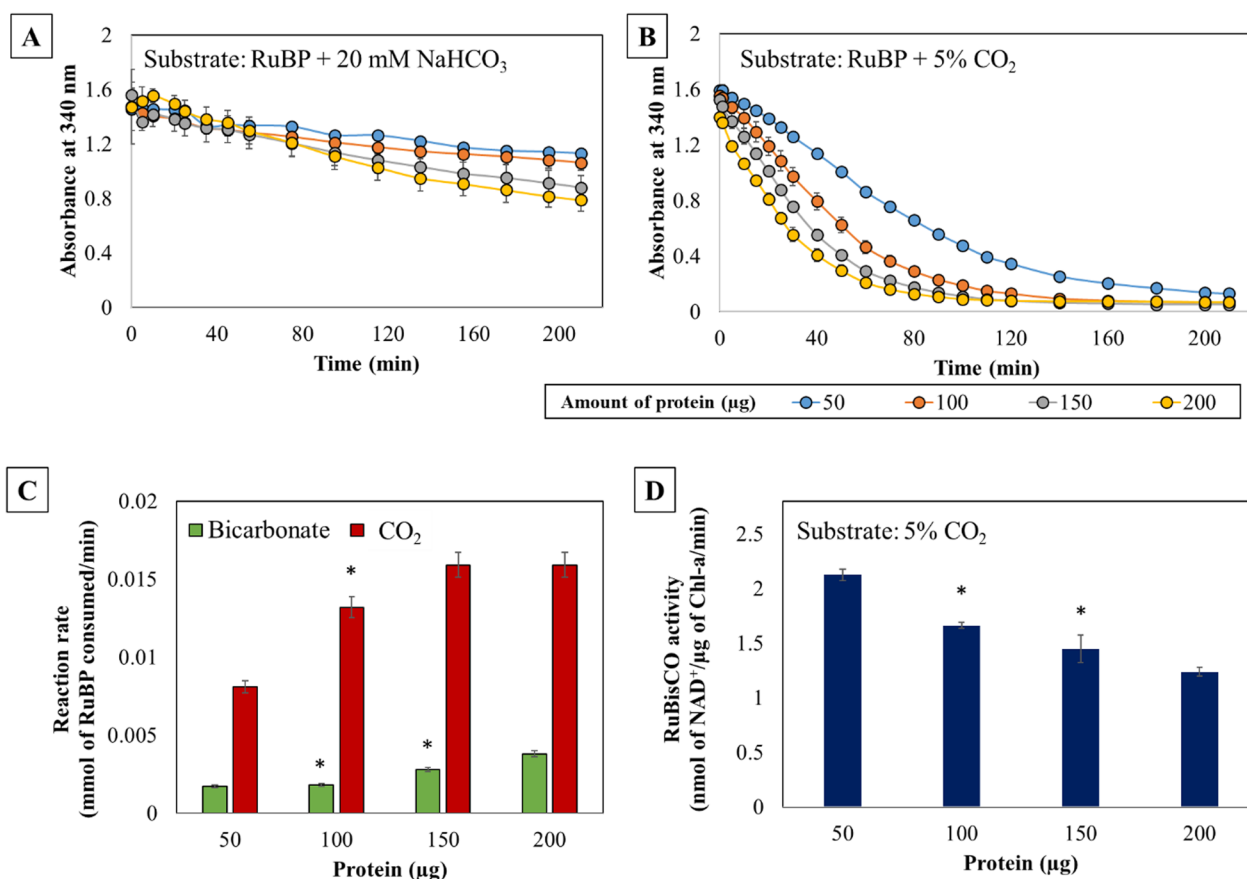 A
Substrate: RuBP + 20 mM NaHCO₃
Absorbance at 340 nm
2
1.6
1.2
0.8
0.4
0
0 40 80 120 160 200
Time (min)
B
Substrate: RuBP + 5% CO₂
Absorbance at 340 nm
2
1.6
1.2
0.8
0.4
0
0 40 80 120 160 200
Time (min)
Amount of protein (µg) 50 100 150 200
C
Bicarbonate CO₂
Reaction rate
(mmol of RuBP consumed/min)
0.02
0.015
0.01
0.005
0
*
*
*
50 100 150 200
Protein (µg)
D
Substrate: 5% CO₂
RuBisCO activity
(nmol of NAD⁺/µg of Chl-a/min)
2.5
2
1.5
1
0.5
0
* *
50 100 150 200
Protein (µg)